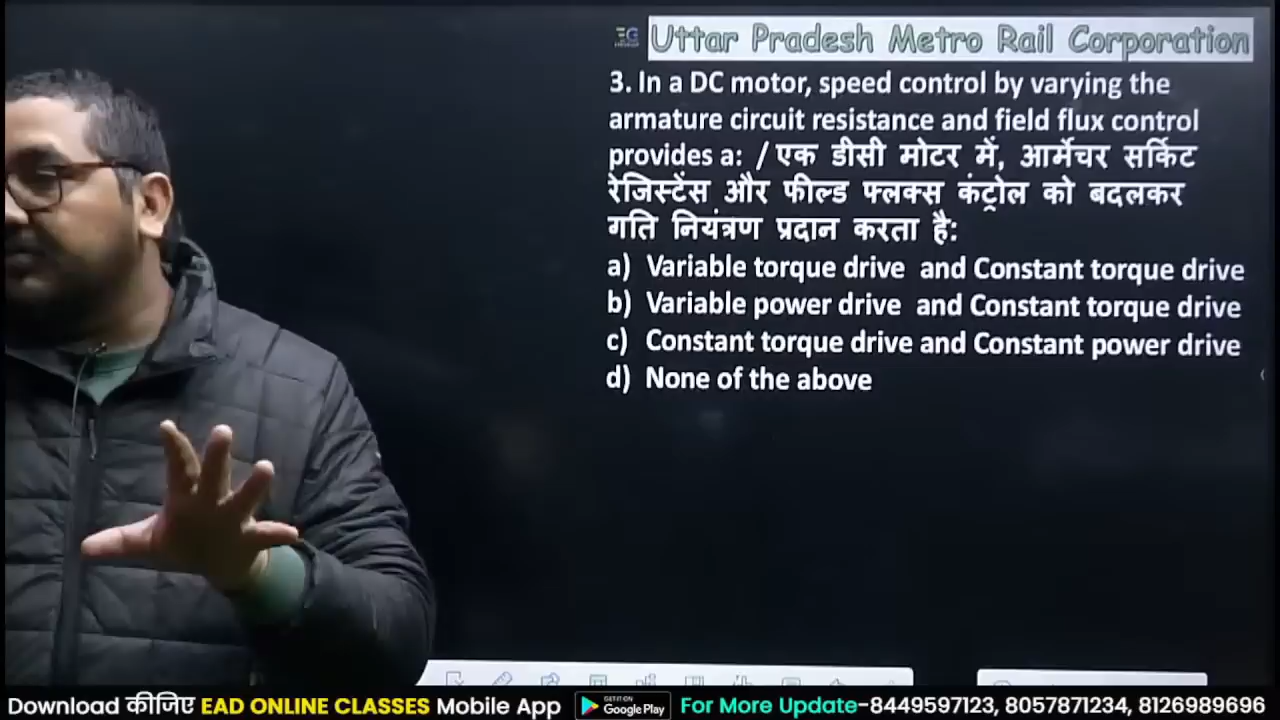 Uttar Pradesh Metro Rail Corporation
3. In a DC motor, speed control by varying the
armature circuit resistance and field flux control
provides a: / एक डीसी मोटर में, आर्मेचर सर्किट
रेजिस्टेंस और फील्ड फ्लक्स कंट्रोल को बदलकर
गति नियंत्रण प्रदान करता है:
a) Variable torque drive and Constant torque drive
b) Variable power drive and Constant torque drive
c) Constant torque drive and Constant power drive
d) None of the above
Download कीजिए EAD ONLINE CLASSES Mobile App GET IT ON Google Play For More Update-8449597123, 8057871234, 8126989696